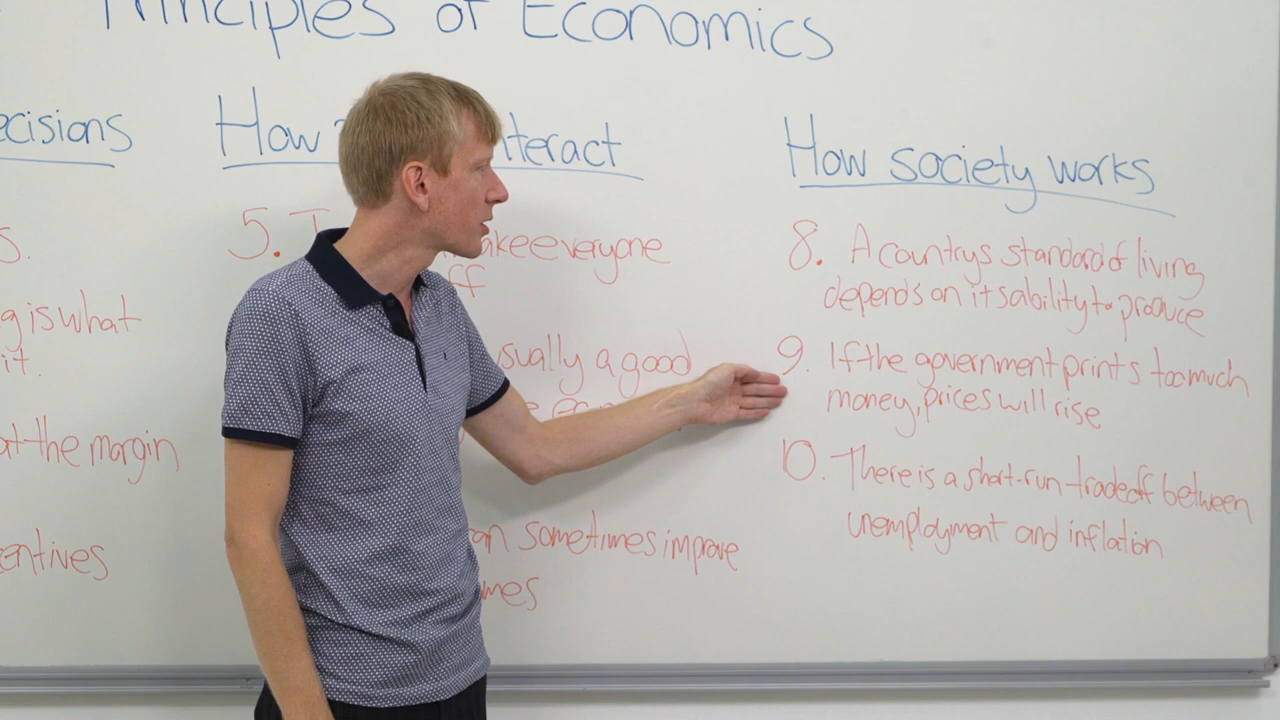 Principles of Economics
ecisions
How nteract
How society works
s.
g is what
it.
at the margin
entives
5. akeeveryone
ff
sually a good
an sometimes improve
mes
8. A countrys standard of living
depends on its ability to produce
9. If the government prints too much
money, prices will rise
10. There is a short-run-tradeoff between
unemployment and inflation